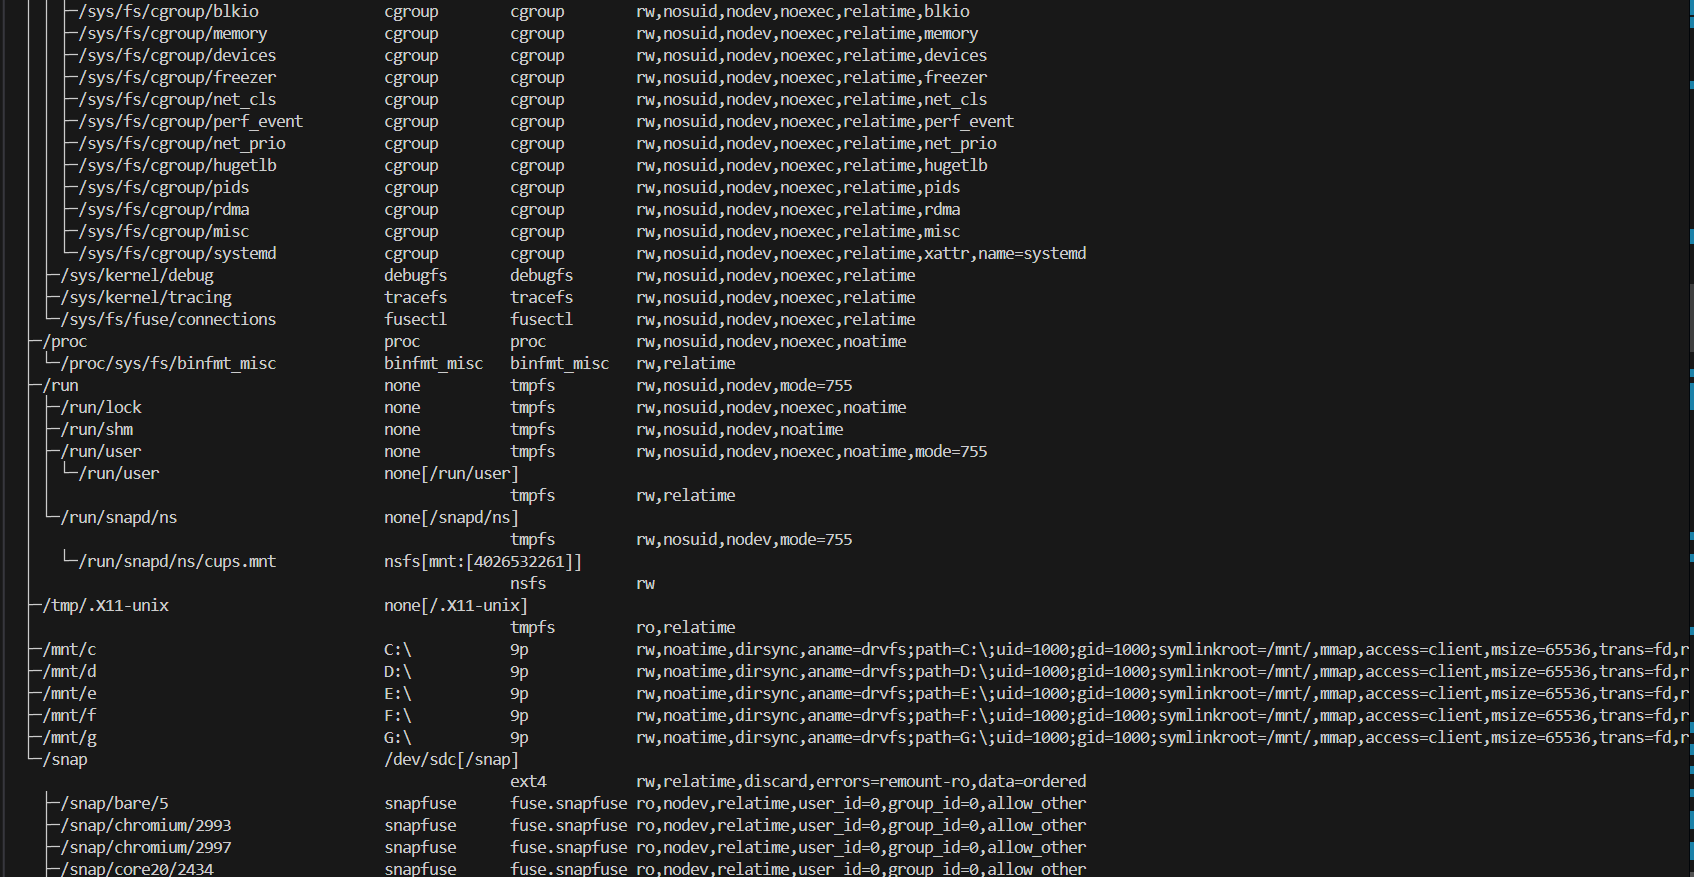 ├─/sys/fs/cgroup/blkio cgroup cgroup rw,nosuid,nodev,noexec,relatime,blkio
├─/sys/fs/cgroup/memory cgroup cgroup rw,nosuid,nodev,noexec,relatime,memory
├─/sys/fs/cgroup/devices cgroup cgroup rw,nosuid,nodev,noexec,relatime,devices
├─/sys/fs/cgroup/freezer cgroup cgroup rw,nosuid,nodev,noexec,relatime,freezer
├─/sys/fs/cgroup/net_cls cgroup cgroup rw,nosuid,nodev,noexec,relatime,net_cls
├─/sys/fs/cgroup/perf_event cgroup cgroup rw,nosuid,nodev,noexec,relatime,perf_event
├─/sys/fs/cgroup/net_prio cgroup cgroup rw,nosuid,nodev,noexec,relatime,net_prio
├─/sys/fs/cgroup/hugetlb cgroup cgroup rw,nosuid,nodev,noexec,relatime,hugetlb
├─/sys/fs/cgroup/pids cgroup cgroup rw,nosuid,nodev,noexec,relatime,pids
├─/sys/fs/cgroup/rdma cgroup cgroup rw,nosuid,nodev,noexec,relatime,rdma
├─/sys/fs/cgroup/misc cgroup cgroup rw,nosuid,nodev,noexec,relatime,misc
└─/sys/fs/cgroup/systemd cgroup cgroup rw,nosuid,nodev,noexec,relatime,xattr,name=systemd
├─/sys/kernel/debug debugfs debugfs rw,nosuid,nodev,noexec,relatime
├─/sys/kernel/tracing tracefs tracefs rw,nosuid,nodev,noexec,relatime
└─/sys/fs/fuse/connections fusectl fusectl rw,nosuid,nodev,noexec,relatime
├─/proc proc proc rw,nosuid,nodev,noexec,noatime
└─/proc/sys/fs/binfmt_misc binfmt_misc binfmt_misc rw,relatime
├─/run none tmpfs rw,nosuid,nodev,mode=755
├─/run/lock none tmpfs rw,nosuid,nodev,noexec,noatime
├─/run/shm none tmpfs rw,nosuid,nodev,noatime
├─/run/user none tmpfs rw,nosuid,nodev,noexec,noatime,mode=755
└─/run/user none[/run/user]
tmpfs rw,relatime
└─/run/snapd/ns none[/snapd/ns]
tmpfs rw,nosuid,nodev,mode=755
└─/run/snapd/ns/cups.mnt nsfs[mnt:[4026532261]]
nsfs rw
├─/tmp/.X11-unix none[/.X11-unix]
tmpfs ro,relatime
├─/mnt/c C:\ 9p rw,noatime,dirsync,aname=drvfs;path=C:\;uid=1000;gid=1000;symlinkroot=/mnt/,mmap,access=client,msize=65536,trans=fd,r
├─/mnt/d D:\ 9p rw,noatime,dirsync,aname=drvfs;path=D:\;uid=1000;gid=1000;symlinkroot=/mnt/,mmap,access=client,msize=65536,trans=fd,r
├─/mnt/e E:\ 9p rw,noatime,dirsync,aname=drvfs;path=E:\;uid=1000;gid=1000;symlinkroot=/mnt/,mmap,access=client,msize=65536,trans=fd,r
├─/mnt/f F:\ 9p rw,noatime,dirsync,aname=drvfs;path=F:\;uid=1000;gid=1000;symlinkroot=/mnt/,mmap,access=client,msize=65536,trans=fd,r
├─/mnt/g G:\ 9p rw,noatime,dirsync,aname=drvfs;path=G:\;uid=1000;gid=1000;symlinkroot=/mnt/,mmap,access=client,msize=65536,trans=fd,r
└─/snap /dev/sdc[/snap]
ext4 rw,relatime,discard,errors=remount-ro,data=ordered
├─/snap/bare/5 snapfuse fuse.snapfuse ro,nodev,relatime,user_id=0,group_id=0,allow_other
├─/snap/chromium/2993 snapfuse fuse.snapfuse ro,nodev,relatime,user_id=0,group_id=0,allow_other
├─/snap/chromium/2997 snapfuse fuse.snapfuse ro,nodev,relatime,user_id=0,group_id=0,allow_other
├─/snap/core20/2434 snapfuse fuse.snapfuse ro,nodev,relatime,user_id=0,group_id=0,allow_other